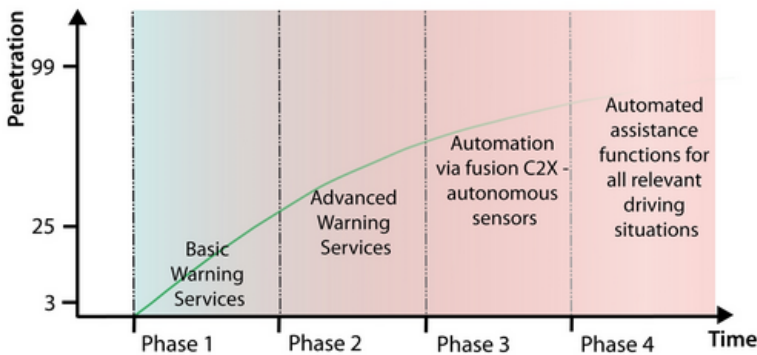 Penetration
99
25
3
Basic
Warning
Services
Advanced
Warning
Services
Automation
via fusion C2X -
autonomous
sensors
Automated
assistance
functions for
all relevant
driving
situations
Phase 1
Phase 2
Phase 3
Phase 4
Time